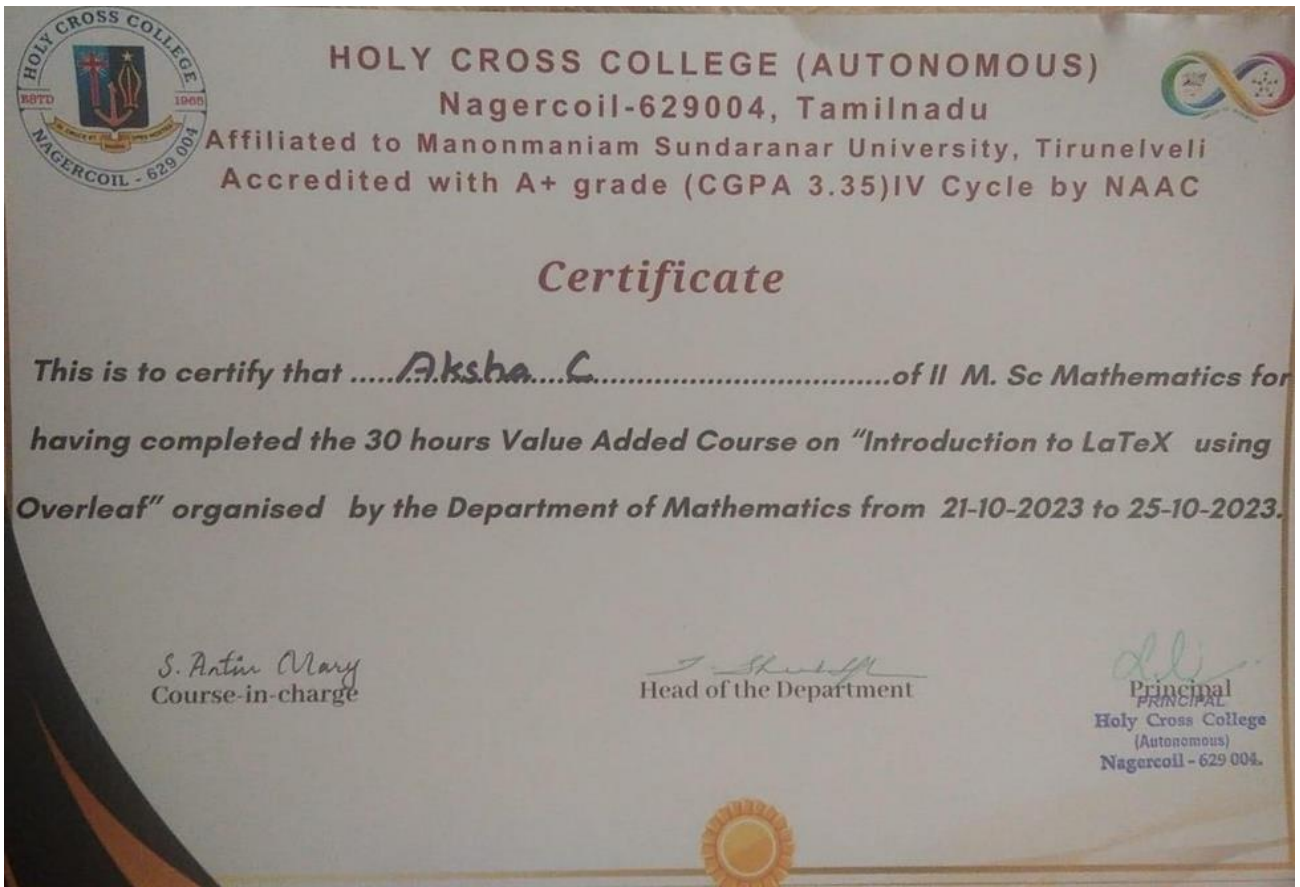 HOLY CROSS COLLEGE
ESTD 1965
NAGERCOIL - 629 004
HOLY CROSS COLLEGE (AUTONOMOUS)
Nagercoil-629004, Tamilnadu
Affiliated to Manonmaniam Sundaranar University, Tirunelveli
Accredited with A+ grade (CGPA 3.35)IV Cycle by NAAC
Certificate
This is to certify that .....Aksha C.................................of II M. Sc Mathematics for
having completed the 30 hours Value Added Course on “Introduction to LaTeX using
Overleaf” organised by the Department of Mathematics from 21-10-2023 to 25-10-2023.
S. Antin Mary
Course-in-charge
Head of the Department
Principal
PRINCIPAL
Holy Cross College
(Autonomous)
Nagercoil - 629 004.